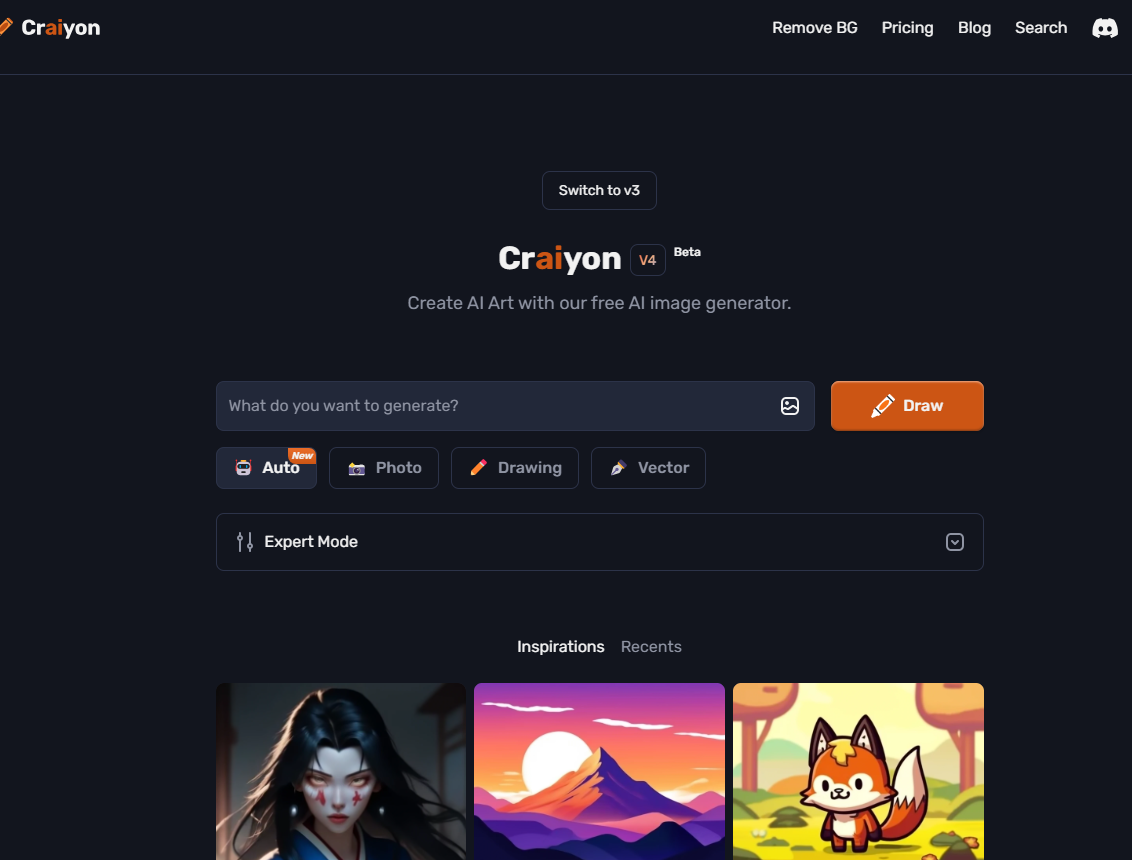 Craiyon
Remove BG
Pricing
Blog
Search
Switch to v3
Craiyon V4 Beta
Create AI Art with our free AI image generator.
What do you want to generate?
Draw
Auto New
Photo
Drawing
Vector
Expert Mode
Inspirations
Recents